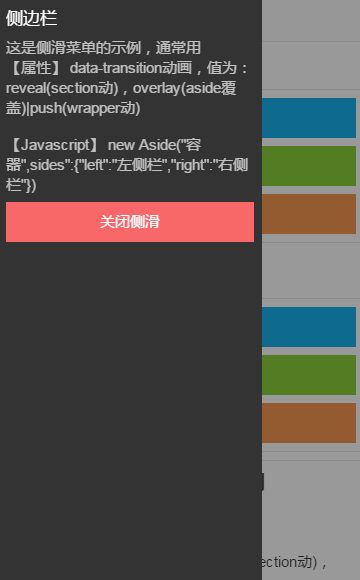 侧边栏
这是侧滑菜单的示例，通常用
【属性】 data-transition动画，值为：
reveal(section动)，overlay(aside覆
盖)|push(wrapper动)
【Javascript】 new Aside("容
器",sides":{"left":"左侧栏","right":"右侧
栏"})
关闭侧滑
ection动)，